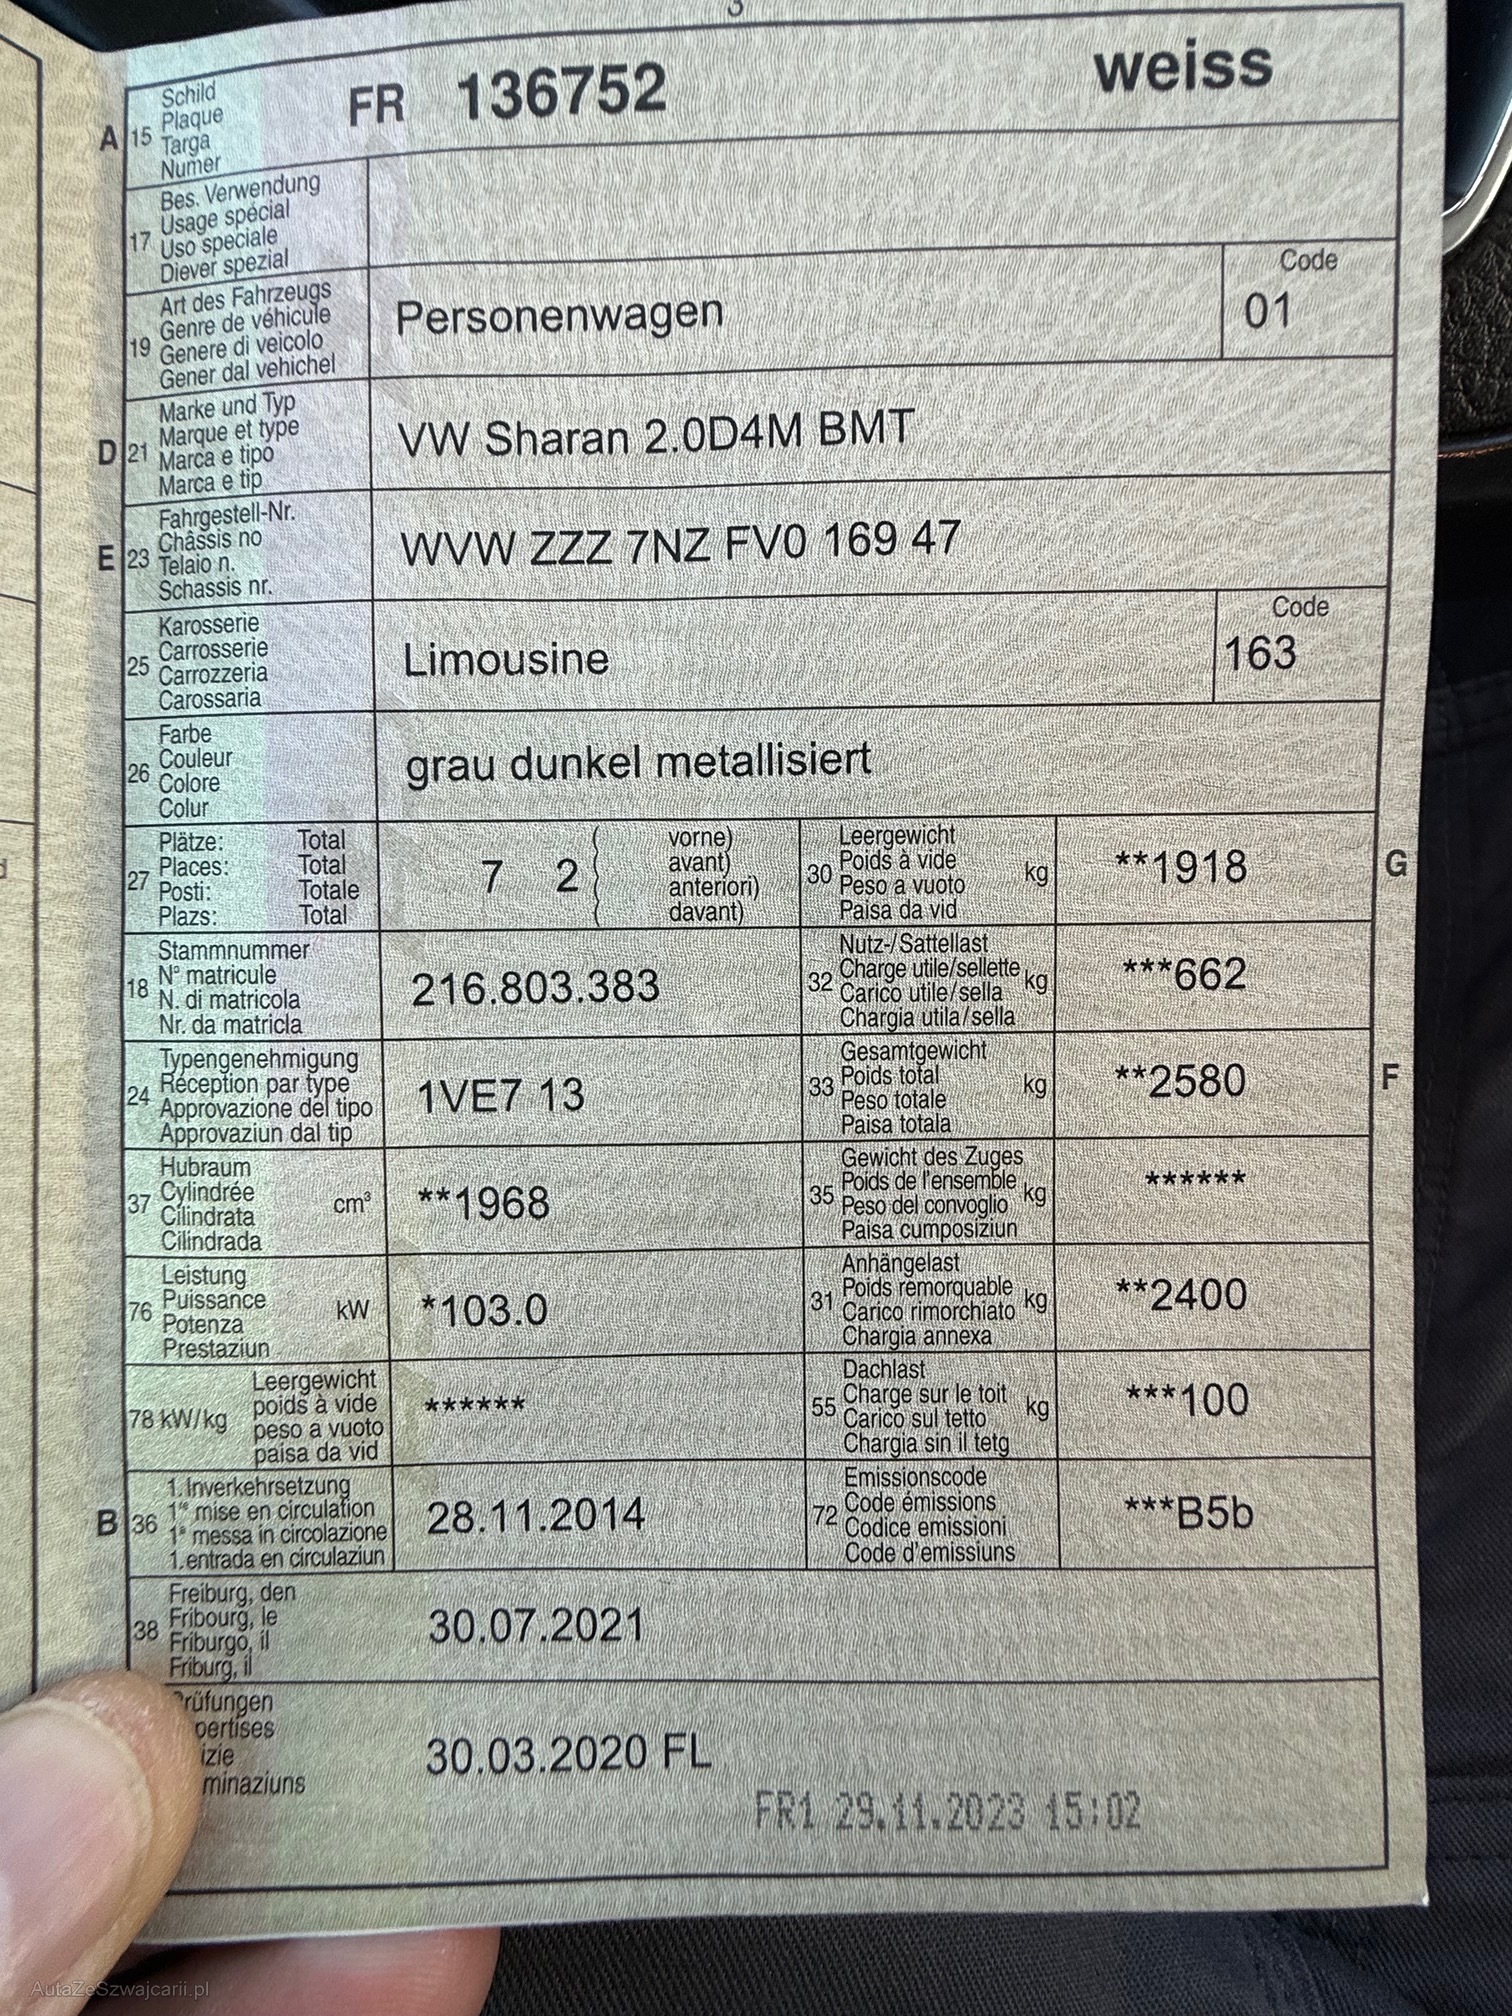 A 15 Schild
Plaque
Targa
Numer
FR 136752 weiss
17 Bes. Verwendung
Usage spécial
Uso speciale
Diever spezial
19 Art des Fahrzeugs
Genre de véhicule
Genere di veicolo
Gener dal vehichel
Personenwagen
Code
01
D 21 Marke und Typ
Marque et type
Marca e tipo
Marca e tip
VW Sharan 2.0D4M BMT
E 23 Fahrgestell-Nr.
Châssis no
Telaio n.
Schassis nr.
WVW ZZZ 7NZ FV0 169 47
25 Karosserie
Carrosserie
Carrozzeria
Carossaria
Limousine
Code
163
26 Farbe
Couleur
Colore
Colur
grau dunkel metallisiert
27 Plätze: Total
Places: Total
Posti: Totale
Plazs: Total
7 2
( vorne)
avant)
anteriori)
( davant)
30 Leergewicht
Poids à vide
Peso a vuoto
Paisa da vid
kg
**1918
G
18 Stammnummer
N° matricule
N. di matricola
Nr. da matricla
216.803.383
32 Nutz-/Sattellast
Charge utile/sellette
Carico utile/sella
Chargia utila/sella
kg
***662
24 Typengenehmigung
Réception par type
Approvazione del tipo
Approvaziun dal tip
1VE7 13
33 Gesamtgewicht
Poids total
Peso totale
Paisa totala
kg
**2580
F
37 Hubraum
Cylindrée
Cilindrata
Cilindrada
cm³
**1968
35 Gewicht des Zuges
Poids de l'ensemble
Peso del convoglio
Paisa cumposiziun
kg
******
76 Leistung
Puissance
Potenza
Prestaziun
kW
*103.0
31 Anhängelast
Poids remorquable
Carico rimorchiato
Chargia annexa
kg
**2400
78 kW/kg
Leergewicht
poids à vide
peso a vuoto
paisa da vid
******
55 Dachlast
Charge sur le toit
Carico sul tetto
Chargia sin il tetg
kg
***100
B 36 1. Inverkehrsetzung
1re mise en circulation
1a messa in circolazione
1. entrada en circulaziun
28.11.2014
72 Emissionscode
Code émissions
Codice emissioni
Code d'emissiuns
***B5b
38 Freiburg, den
Fribourg, le
Friburgo, il
Friburg, il
30.07.2021
rüfungen
pertises
izie
minaziuns
30.03.2020 FL
FR1 29.11.2023 15:02
AutaZeSzwajcarii.pl